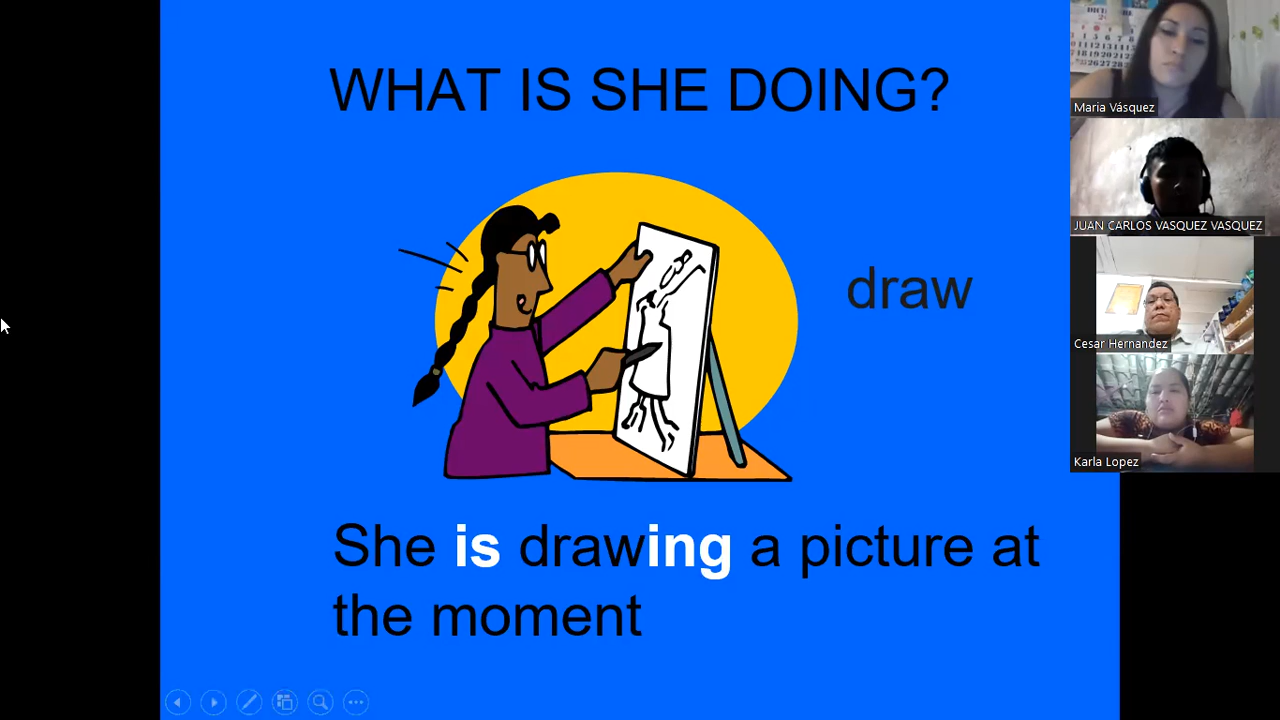 WHAT IS SHE DOING?
draw
She is drawing a picture at
the moment
Maria Vásquez
JUAN CARLOS VASQUEZ VASQUEZ
Cesar Hernandez
Karla Lopez